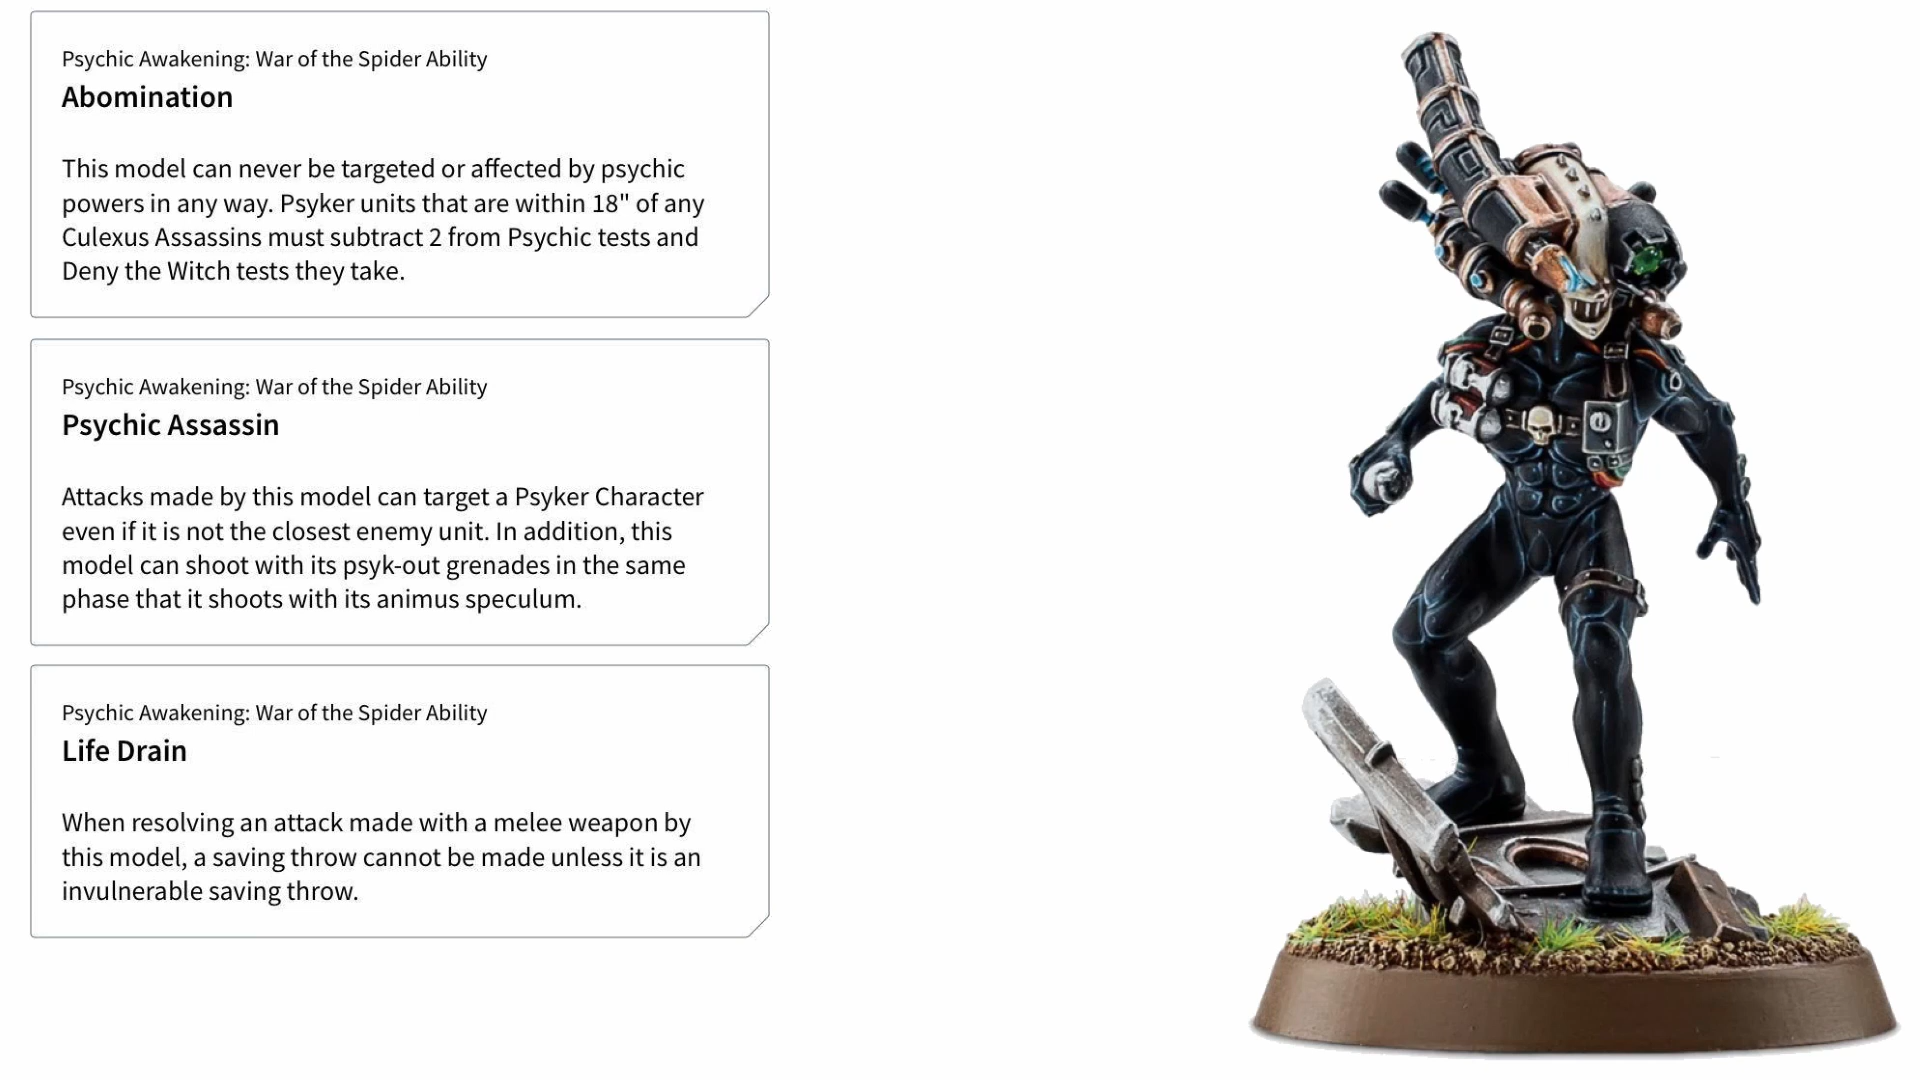 Psychic Awakening: War of the Spider Ability
Abomination
This model can never be targeted or affected by psychic
powers in any way. Psyker units that are within 18" of any
Culexus Assassins must subtract 2 from Psychic tests and
Deny the Witch tests they take.
Psychic Awakening: War of the Spider Ability
Psychic Assassin
Attacks made by this model can target a Psyker Character
even if it is not the closest enemy unit. In addition, this
model can shoot with its psyk-out grenades in the same
phase that it shoots with its animus speculum.
Psychic Awakening: War of the Spider Ability
Life Drain
When resolving an attack made with a melee weapon by
this model, a saving throw cannot be made unless it is an
invulnerable saving throw.